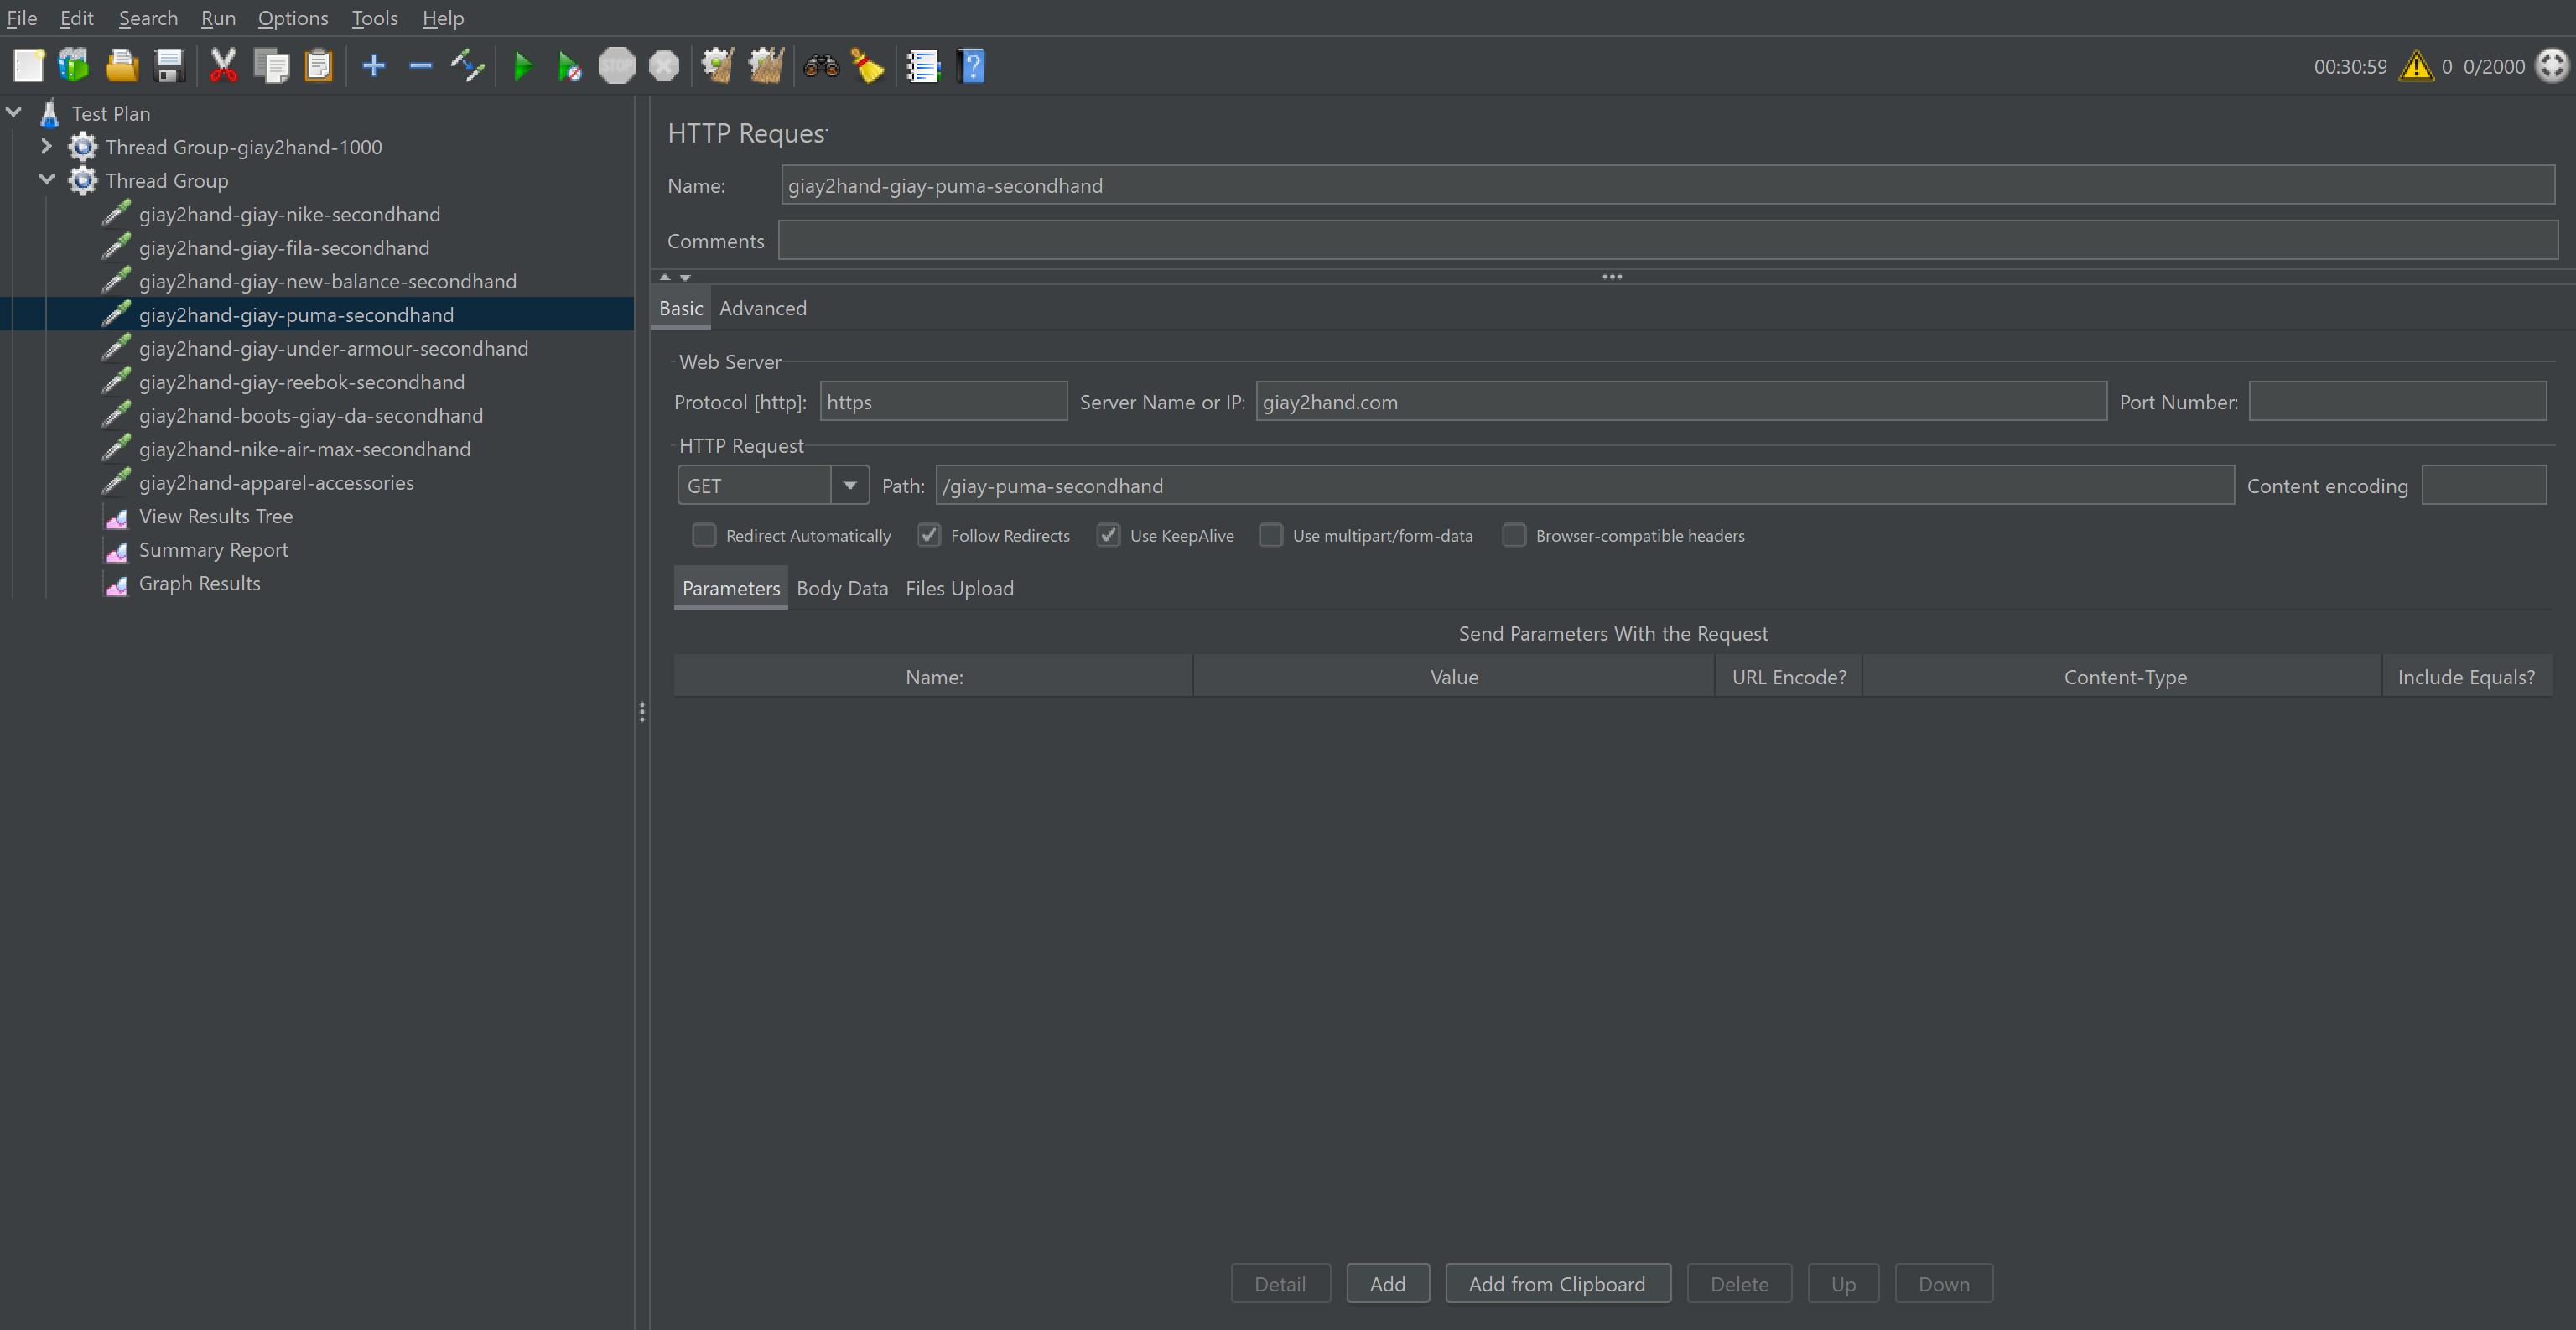 File Edit Search Run Options Tools Help
STOP
00:30:59 0 0/2000
Test Plan
Thread Group-giay2hand-1000
Thread Group
giay2hand-giay-nike-secondhand
giay2hand-giay-fila-secondhand
giay2hand-giay-new-balance-secondhand
giay2hand-giay-puma-secondhand
giay2hand-giay-under-armour-secondhand
giay2hand-giay-reebok-secondhand
giay2hand-boots-giay-da-secondhand
giay2hand-nike-air-max-secondhand
giay2hand-apparel-accessories
View Results Tree
Summary Report
Graph Results
HTTP Request
Name: giay2hand-giay-puma-secondhand
Comments:
Basic Advanced
Web Server
Protocol [http]: https Server Name or IP: giay2hand.com Port Number:
HTTP Request
GET Path: /giay-puma-secondhand Content encoding
Redirect Automatically Follow Redirects Use KeepAlive Use multipart/form-data Browser-compatible headers
Parameters Body Data Files Upload
Send Parameters With the Request
Name: Value URL Encode? Content-Type Include Equals?
Detail Add Add from Clipboard Delete Up Down